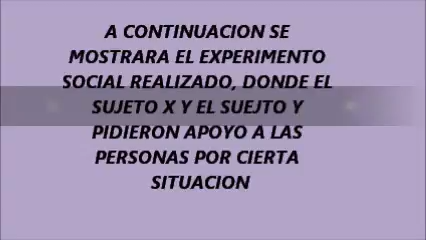 A CONTINUACION SE
MOSTRARA EL EXPERIMENTO
SOCIAL REALIZADO, DONDE EL
SUJETO X Y EL SUEJTO Y
PIDIERON APOYO A LAS
PERSONAS POR CIERTA
SITUACION